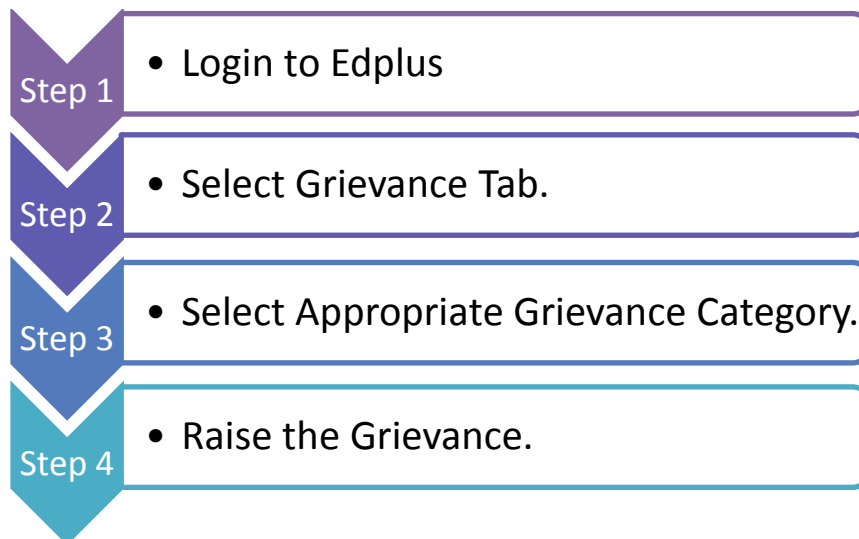 Step 1
• Login to Edplus
Step 2
• Select Grievance Tab.
Step 3
• Select Appropriate Grievance Category.
Step 4
• Raise the Grievance.